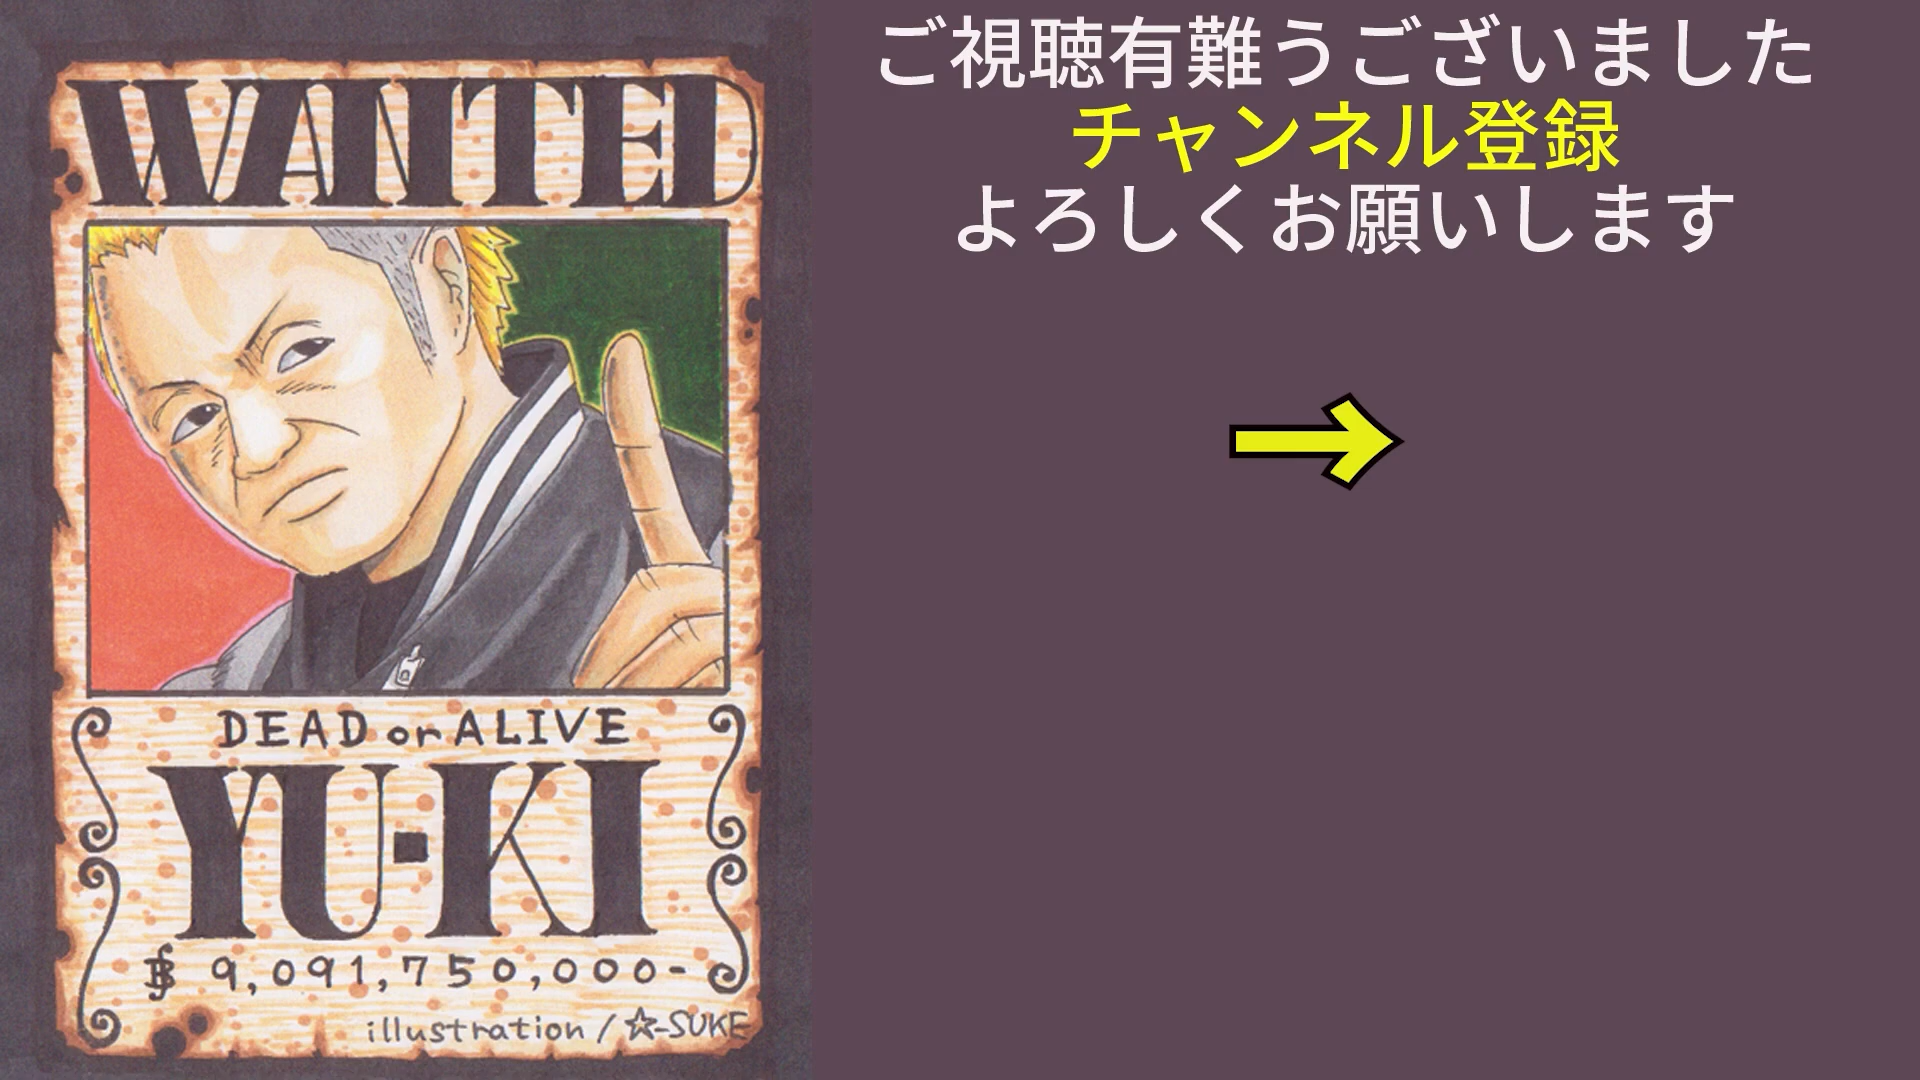 WANTED
DEAD or ALIVE
YU-KI
฿ 9,091,750,000-
illustration / ☆-SUKE
ご視聴有難うございました
チャンネル登録
よろしくお願いします